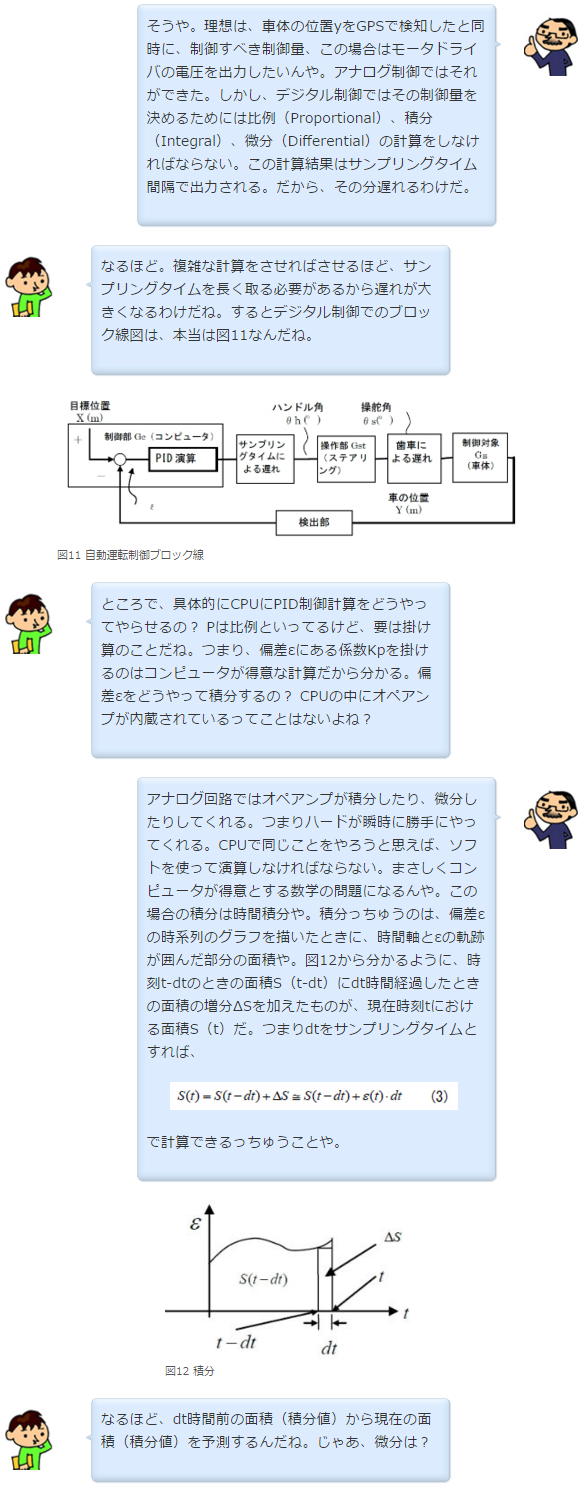 そうや。理想は、車体の位置yをGPSで検知したと同
時に、制御すべき制御量、この場合はモータドライ
バの電圧を出力したいんや。アナログ制御ではそれ
ができた。しかし、デジタル制御ではその制御量を
決めるためには比例（Proportional）、積分
（Integral）、微分（Differential）の計算をしなけ
ればならない。この計算結果はサンプリングタイム
間隔で出力される。だから、その分遅れるわけだ。
なるほど。複雑な計算をさせればさせるほど、サン
プリングタイムを長く取る必要があるから遅れが大
きくなるわけだね。するとデジタル制御でのブロッ
ク線図は、本当は図11なんだね。
目標位置
X (m)
ハンドル角
θh(°)
操舵角
θs(°)
+
−
制御部 Gc（コンピュータ）
PID 演算
ε
サンプリン
グタイムによ
る遅れ
操作部 Gst
（ステアリ
ング）
歯車に
よる遅れ
制御対象
GB
（車体）
車の位置
Y (m)
検出部
図11 自動運転制御ブロック線
ところで、具体的にCPUにPID制御計算をどうやっ
てやらせるの？ Pは比例といってるけど、要は掛け
算のことだね。つまり、偏差εにある係数Kpを掛け
るのはコンピュータが得意な計算だから分かる。偏
差εをどうやって積分するの？ CPUの中にオペアン
プが内蔵されているってことはないよね？
アナログ回路ではオペアンプが積分したり、微分し
たりしてくれる。つまりハードが瞬時に勝手にやっ
てくれる。CPUで同じことをやろうと思えば、ソフ
トを使って演算しなければならない。まさしくコン
ピュータが得意とする数学の問題になるんや。この
場合の積分は時間積分や。積分っちゅうのは、偏差ε
の時系列のグラフを描いたときに、時間軸とεの軌跡
が囲んだ部分の面積や。図12から分かるように、時
刻t-dtのときの面積S（t-dt）にdt時間経過したとき
の面積の増分ΔSを加えたものが、現在時刻tにおけ
る面積S（t）だ。つまりdtをサンプリングタイムと
すれば、
S(t) = S(t−dt) + ΔS ≅ S(t−dt) + ε(t)·dt （3）
で計算できるっちゅうことや。
ε
ΔS
S(t−dt)
t
t
t−dt
dt
図12 積分
なるほど、dt時間前の面積（積分値）から現在の面
積（積分値）を予測するんだね。じゃあ、微分は？